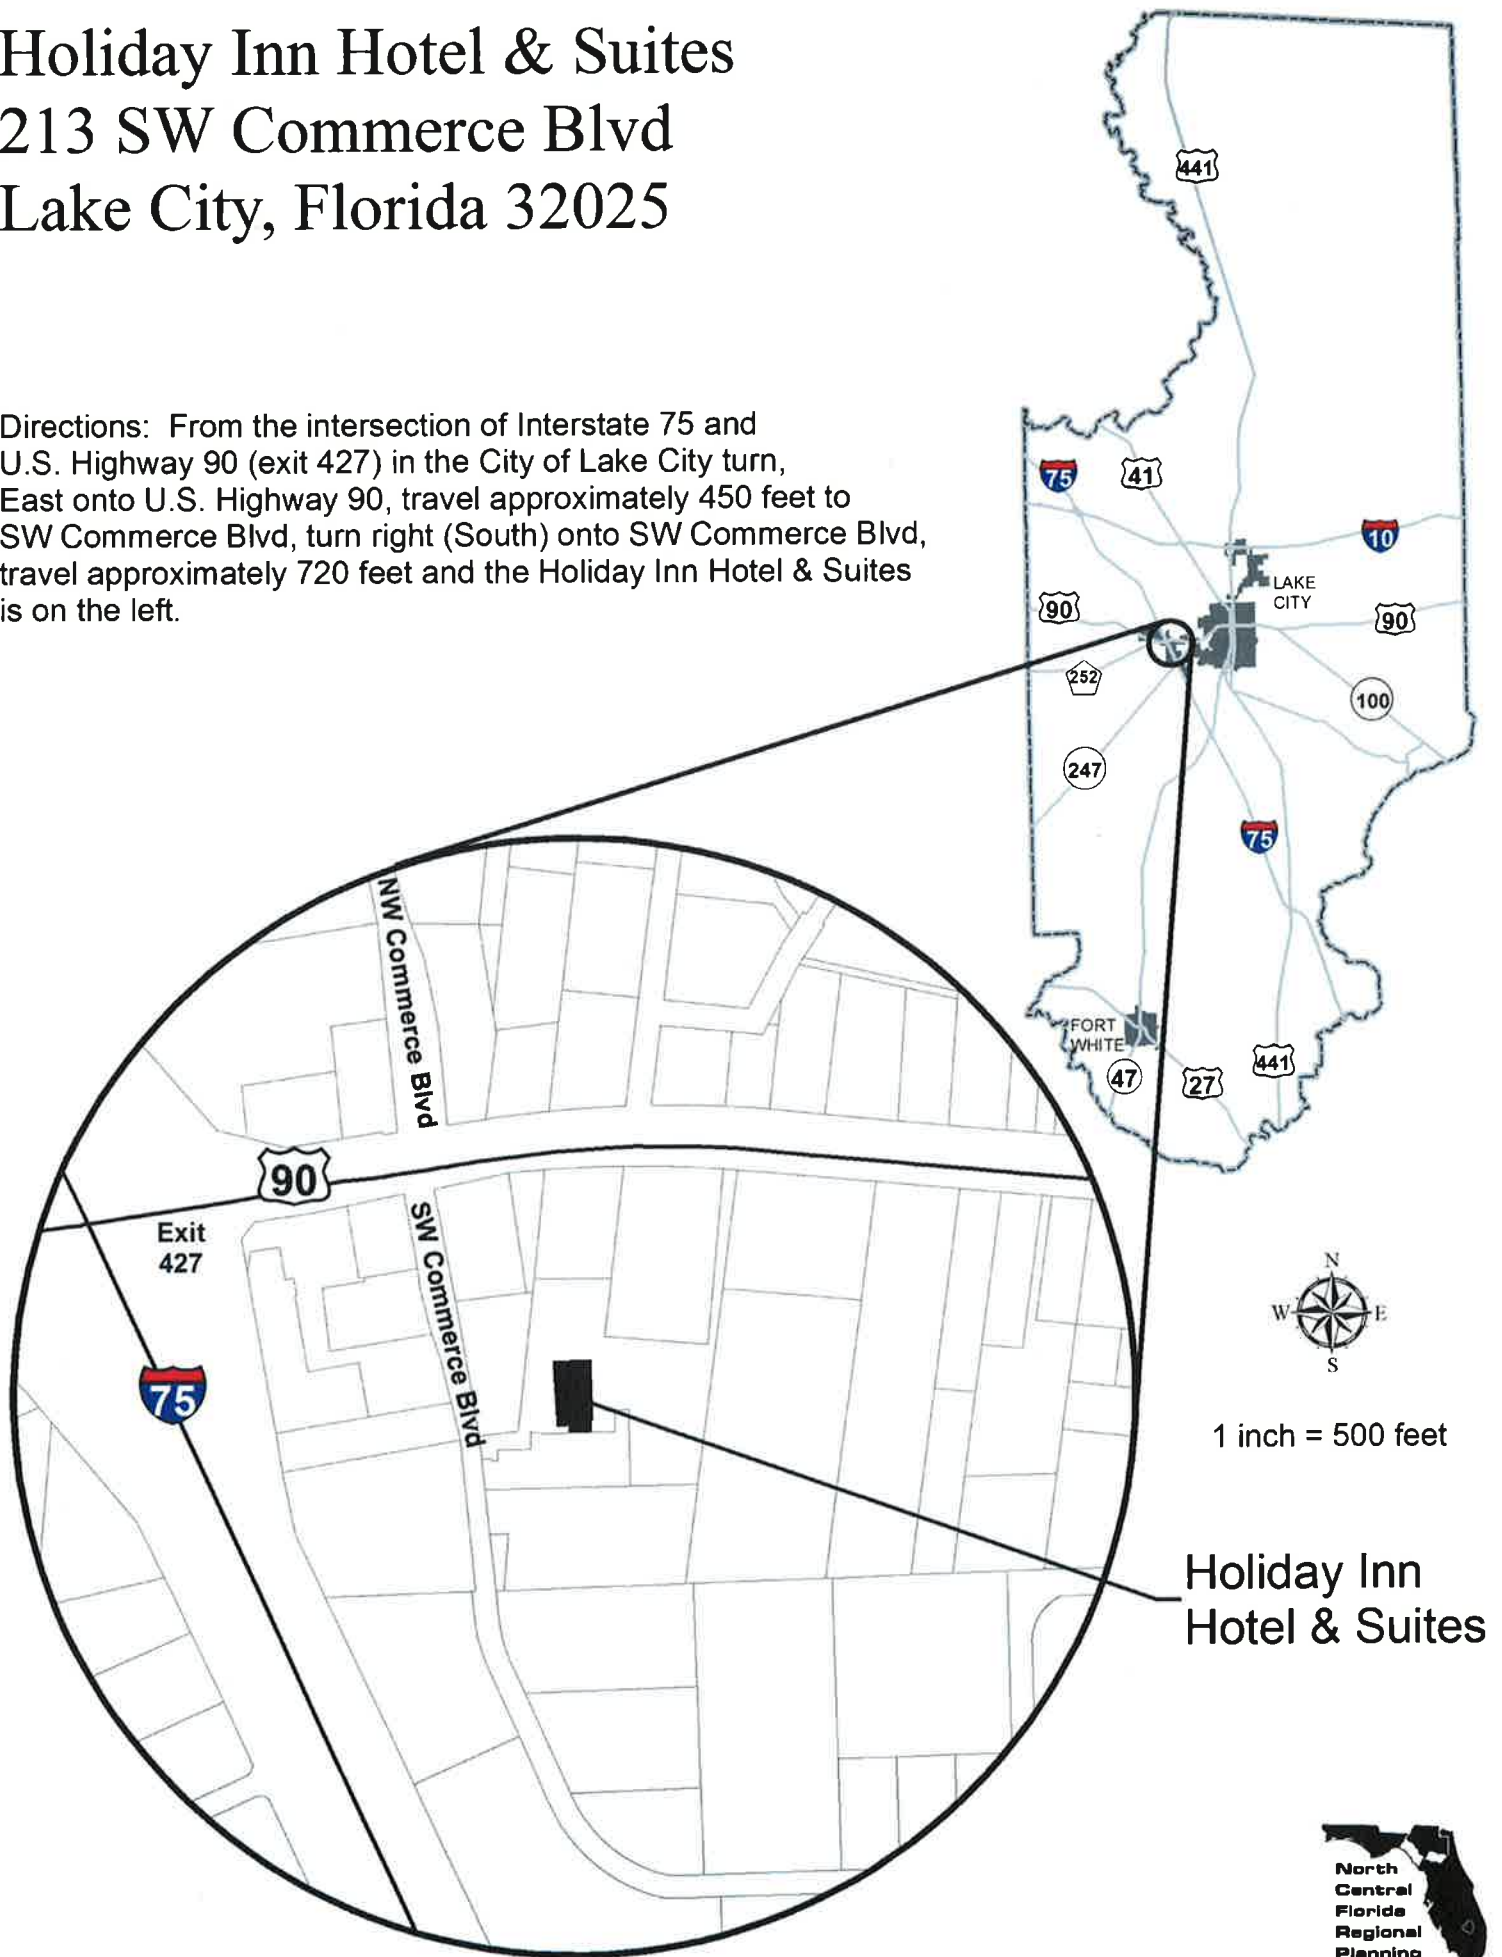 Holiday Inn Hotel & Suites
213 SW Commerce Blvd
Lake City, Florida 32025
Directions: From the intersection of Interstate 75 and
U.S. Highway 90 (exit 427) in the City of Lake City turn,
East onto U.S. Highway 90, travel approximately 450 feet to
SW Commerce Blvd, turn right (South) onto SW Commerce Blvd,
travel approximately 720 feet and the Holiday Inn Hotel & Suites
is on the left.
441
75
41
10
LAKE
CITY
90
90
252
100
247
75
FORT
WHITE
47
27
441
NW Commerce Blvd
90
Exit
427
SW Commerce Blvd
75
N
W
E
S
1 inch = 500 feet
Holiday Inn
Hotel & Suites
North
Central
Florida
Regional
Planning